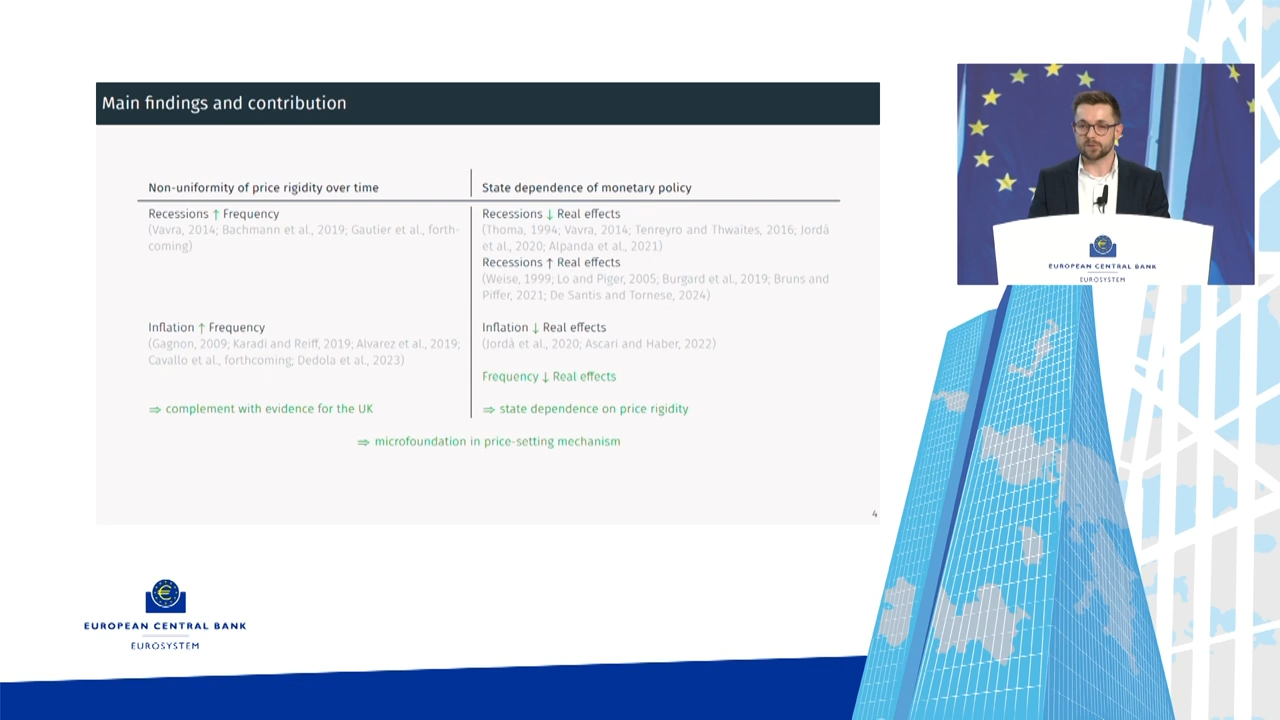 Main findings and contribution
Non-uniformity of price rigidity over time
Recessions ↑ Frequency
(Vavra, 2014; Bachmann et al., 2019; Gautier et al., forth-
coming)
Inflation ↑ Frequency
(Gagnon, 2009; Karadi and Reiff, 2019; Alvarez et al., 2019;
Cavallo et al., forthcoming; Dedola et al., 2023)
⇒ complement with evidence for the UK
State dependence of monetary policy
Recessions ↓ Real effects
(Thoma, 1994; Vavra, 2014; Tenreyro and Thwaites, 2016; Jordà
et al., 2020; Alpanda et al., 2021)
Recessions ↑ Real effects
(Weise, 1999; Lo and Piger, 2005; Burgard et al., 2019; Bruns and
Piffer, 2021; De Santis and Tornese, 2024)
Inflation ↓ Real effects
(Jordà et al., 2020; Ascari and Haber, 2022)
Frequency ↓ Real effects
⇒ state dependence on price rigidity
⇒ microfoundation in price-setting mechanism
4
EUROPEAN CENTRAL BANK
EUROSYSTEM
EUROPEAN CENTRAL BANK
EUROSYSTEM